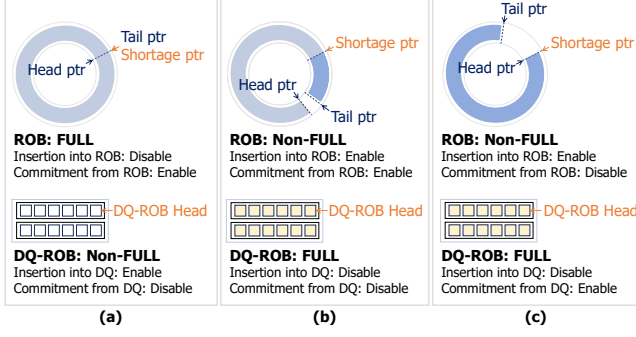 Tail ptr
Shortage ptr
Head ptr
ROB: FULL
Insertion into ROB: Disable
Commitment from ROB: Enable
DQ-ROB Head
DQ-ROB: Non-FULL
Insertion into DQ: Enable
Commitment from DQ: Disable
(a)
Shortage ptr
Head ptr
Tail ptr
ROB: Non-FULL
Insertion into ROB: Enable
Commitment from ROB: Enable
DQ-ROB Head
DQ-ROB: FULL
Insertion into DQ: Disable
Commitment from DQ: Disable
(b)
Tail ptr
Shortage ptr
Head ptr
ROB: Non-FULL
Insertion into ROB: Enable
Commitment from ROB: Disable
DQ-ROB Head
DQ-ROB: FULL
Insertion into DQ: Disable
Commitment from DQ: Enable
(c)